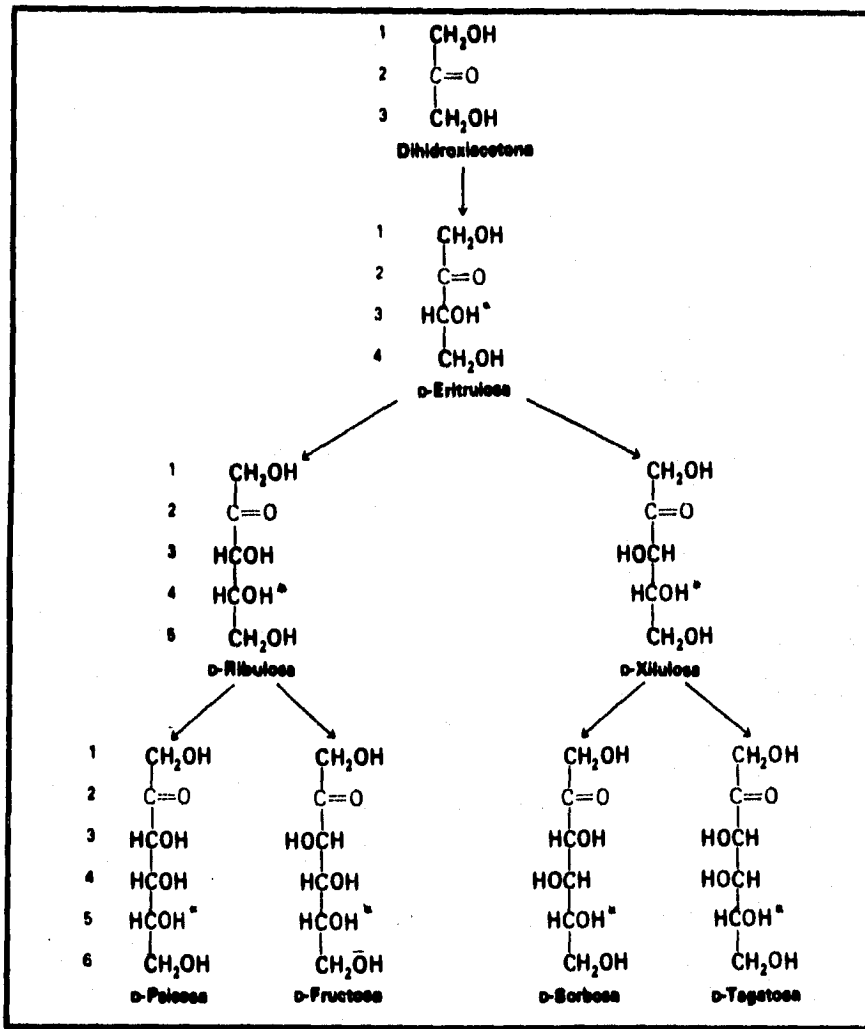 1 CH₂OH
2 C=O
3 CH₂OH
Dihidroxiacetona
1 CH₂OH
2 C=O
3 HCOH*
4 CH₂OH
D-Eritrulosa
1 CH₂OH CH₂OH
2 C=O C=O
3 HCOH HOCH
4 HCOH* HCOH*
5 CH₂OH CH₂OH
D-Ribulosa D-Xilulosa
1 CH₂OH CH₂OH CH₂OH CH₂OH
2 C=O C=O C=O C=O
3 HCOH HOCH HCOH HOCH
4 HCOH HCOH HOCH HOCH
5 HCOH* HCOH* HCOH* HCOH*
6 CH₂OH CH₂OH CH₂OH CH₂OH
D-Psicosa D-Fructosa D-Sorbosa D-Tagatosa